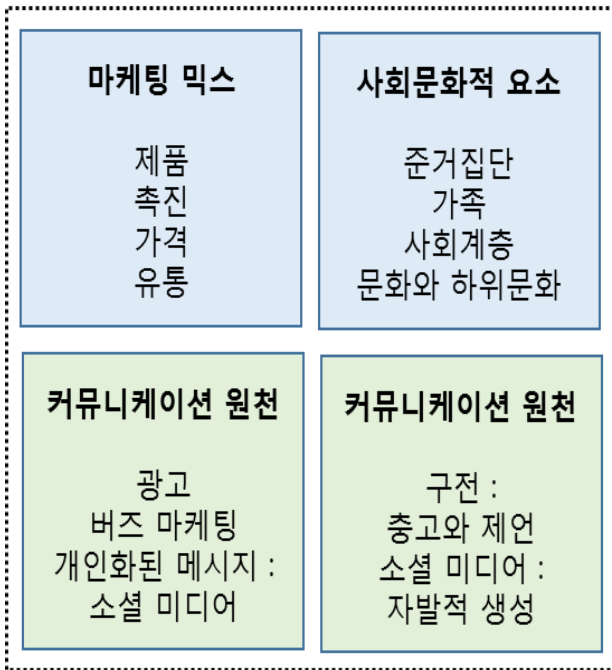 마케팅 믹스
제품
촉진
가격
유통
사회문화적 요소
준거집단
가족
사회계층
문화와 하위문화
커뮤니케이션 원천
광고
버즈 마케팅
개인화된 메시지 :
소셜 미디어
커뮤니케이션 원천
구전 :
충고와 제언
소셜 미디어 :
자발적 생성